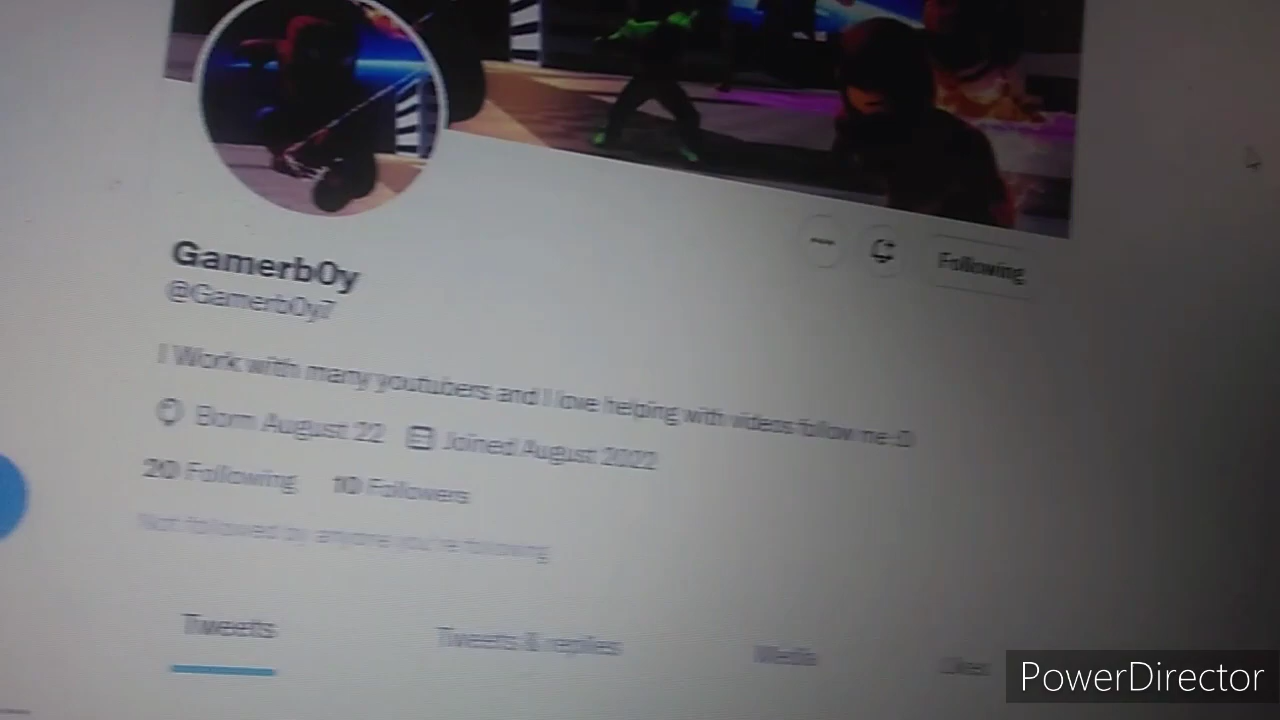 Gamerb0y
@Gamerb0y7
Following
I Work with many youtubers and I love helping with videos follow me :D
Born August 22 Joined August 2022
20 Following 10 Followers
Not followed by anyone you're following
Tweets Tweets & replies Media Likes
PowerDirector